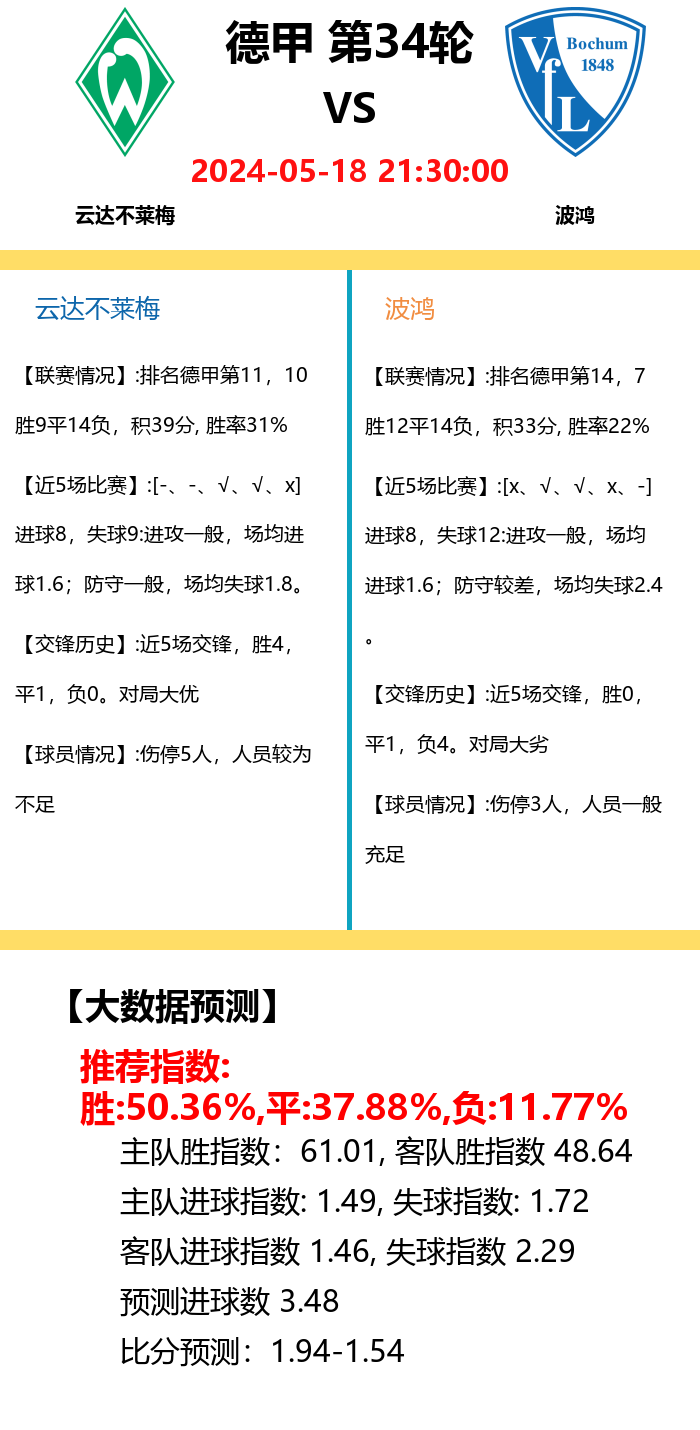 德甲 第34轮
VS
Bochum
1848
VfL
2024-05-18 21:30:00
云达不莱梅
波鸿
云达不莱梅
【联赛情况】:排名德甲第11，10
胜9平14负，积39分, 胜率31%
【近5场比赛】:[-、-、√、√、x]
进球8，失球9:进攻一般，场均进
球1.6；防守一般，场均失球1.8。
【交锋历史】:近5场交锋，胜4，
平1，负0。对局大优
【球员情况】:伤停5人，人员较为
不足
波鸿
【联赛情况】:排名德甲第14，7
胜12平14负，积33分, 胜率22%
【近5场比赛】:[x、√、√、x、-]
进球8，失球12:进攻一般，场均
进球1.6；防守较差，场均失球2.4
。
【交锋历史】:近5场交锋，胜0，
平1，负4。对局大劣
【球员情况】:伤停3人，人员一般
充足
【大数据预测】
推荐指数:
胜:50.36%,平:37.88%,负:11.77%
主队胜指数：61.01, 客队胜指数 48.64
主队进球指数: 1.49, 失球指数: 1.72
客队进球指数 1.46, 失球指数 2.29
预测进球数 3.48
比分预测：1.94-1.54